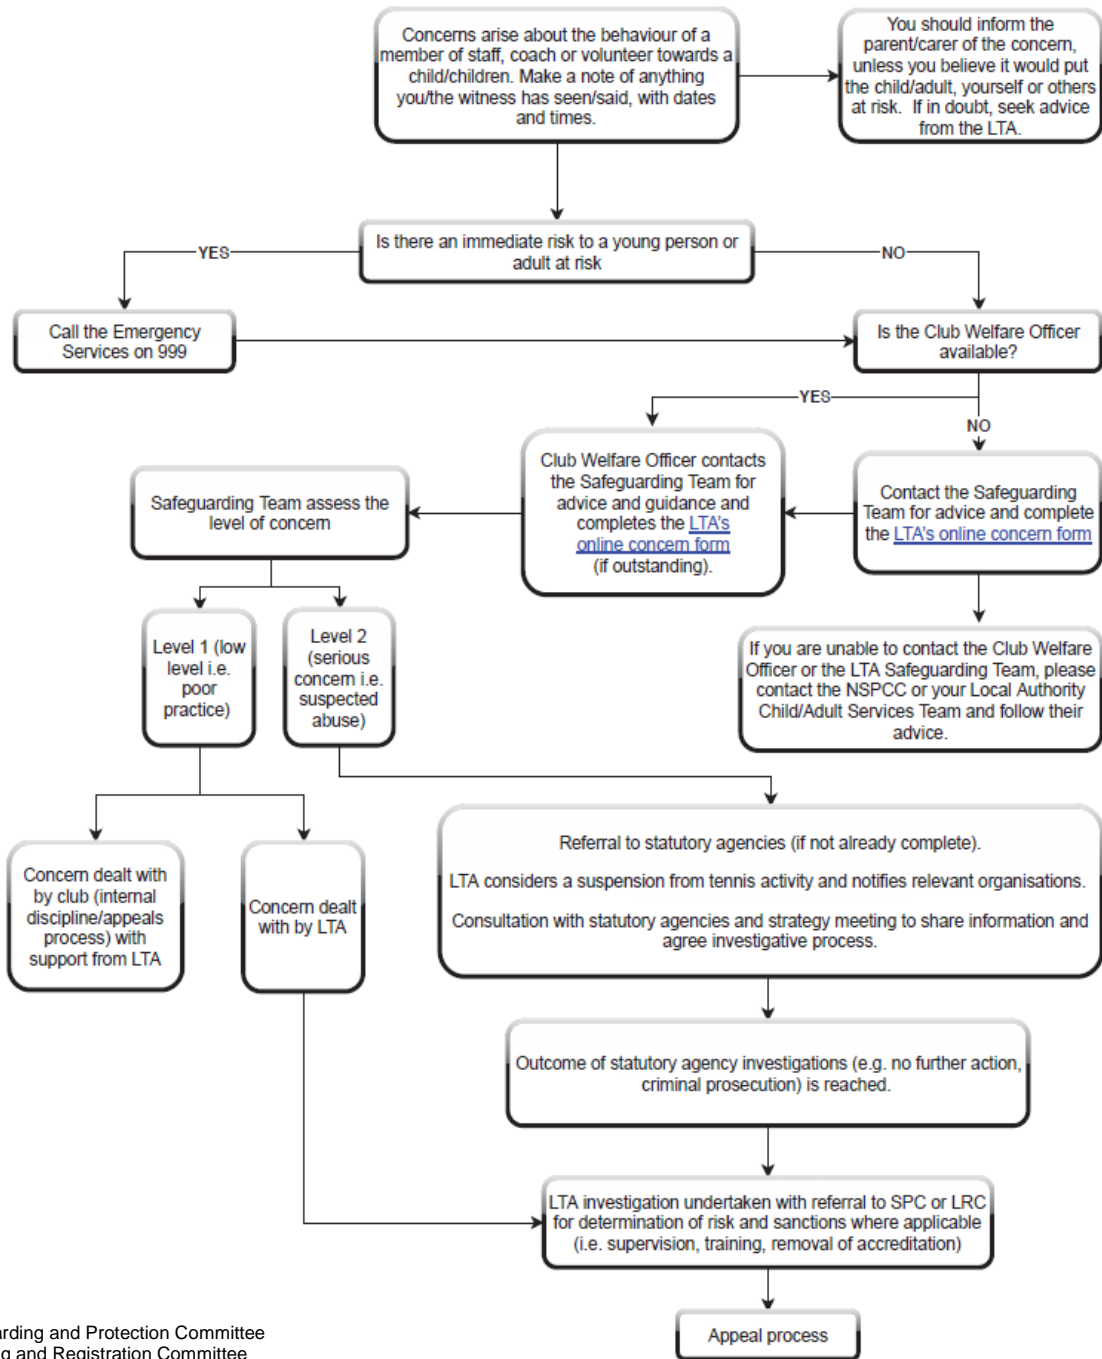 Concerns arise about the behaviour of a
member of staff, coach or volunteer towards a
child/children. Make a note of anything
you/the witness has seen/said, with dates
and times.
You should inform the
parent/carer of the concern,
unless you believe it would put
the child/adult, yourself or others
at risk. If in doubt, seek advice
from the LTA.
Is there an immediate risk to a young person or
adult at risk
YES
NO
Call the Emergency
Services on 999
Is the Club Welfare Officer
available?
YES
NO
Club Welfare Officer contacts
the Safeguarding Team for
advice and guidance and
completes the LTA's
online concern form
(if outstanding).
Contact the Safeguarding
Team for advice and complete
the LTA's online concern form
Safeguarding Team assess the
level of concern
Level 1 (low
level i.e.
poor
practice)
Level 2
(serious
concern i.e.
suspected
abuse)
If you are unable to contact the Club Welfare
Officer or the LTA Safeguarding Team, please
contact the NSPCC or your Local Authority
Child/Adult Services Team and follow their
advice.
Concern dealt with
by club (internal
discipline/appeals
process) with
support from LTA
Concern dealt
with by LTA
Referral to statutory agencies (if not already complete).
LTA considers a suspension from tennis activity and notifies relevant organisations.
Consultation with statutory agencies and strategy meeting to share information and
agree investigative process.
Outcome of statutory agency investigations (e.g. no further action,
criminal prosecution) is reached.
LTA investigation undertaken with referral to SPC or LRC
for determination of risk and sanctions where applicable
(i.e. supervision, training, removal of accreditation)
Appeal process
arding and Protection Committee
g and Registration Committee